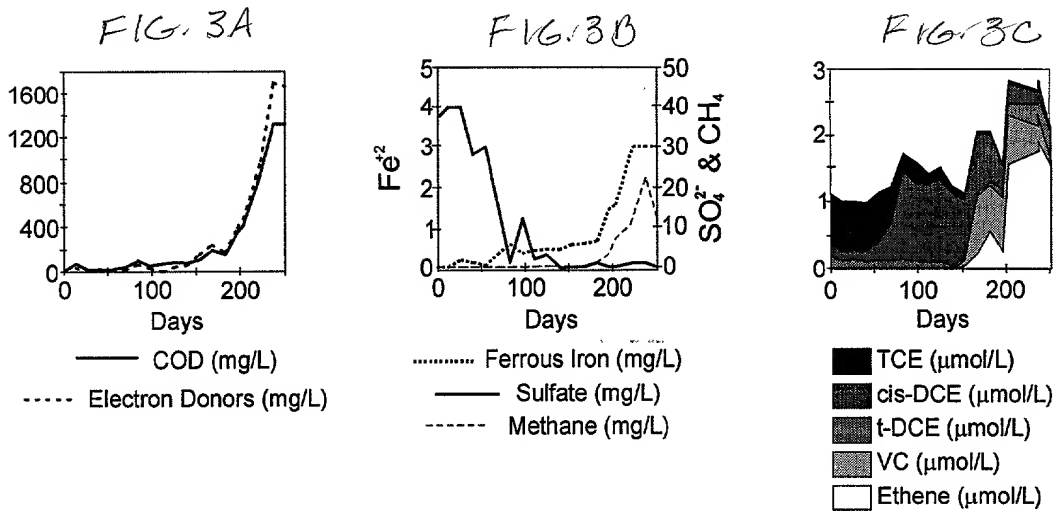 FIG. 3A
1600
1200
800
400
0
0 100 200
Days
COD (mg/L)
Electron Donors (mg/L)
FIG. 3B
5
4
3
2
1
0
Fe+2
50
40
30
20
10
0
SO4 2- & CH4
0 100 200
Days
Ferrous Iron (mg/L)
Sulfate (mg/L)
Methane (mg/L)
FIG. 3C
3
2
1
0
0 100 200
Days
TCE (µmol/L)
cis-DCE (µmol/L)
t-DCE (µmol/L)
VC (µmol/L)
Ethene (µmol/L)